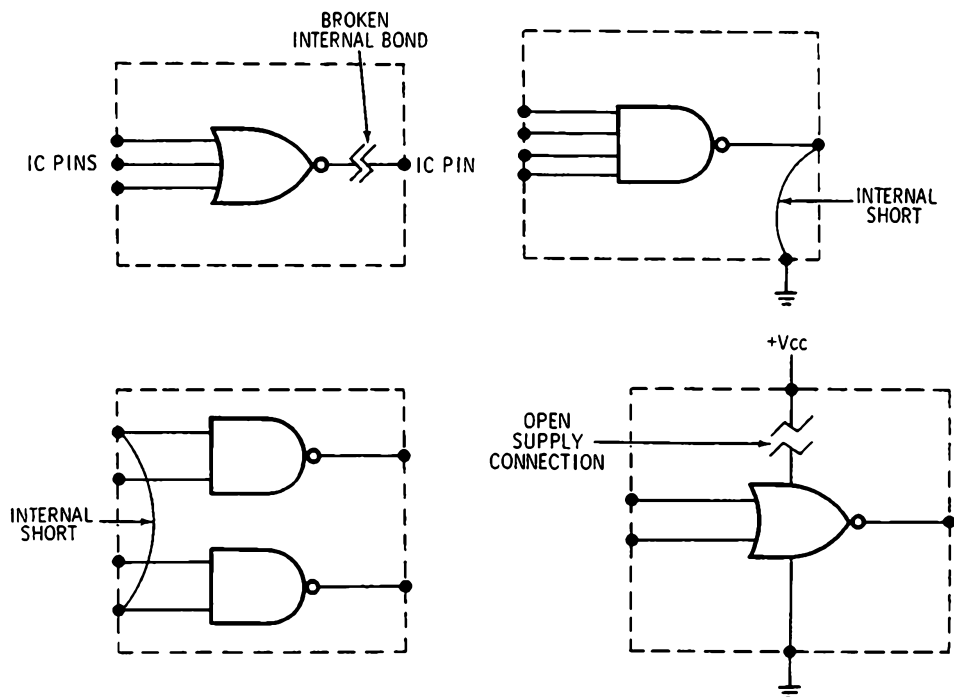 BROKEN
INTERNAL BOND
IC PINS
IC PIN
INTERNAL
SHORT
INTERNAL
SHORT
+Vcc
OPEN
SUPPLY
CONNECTION